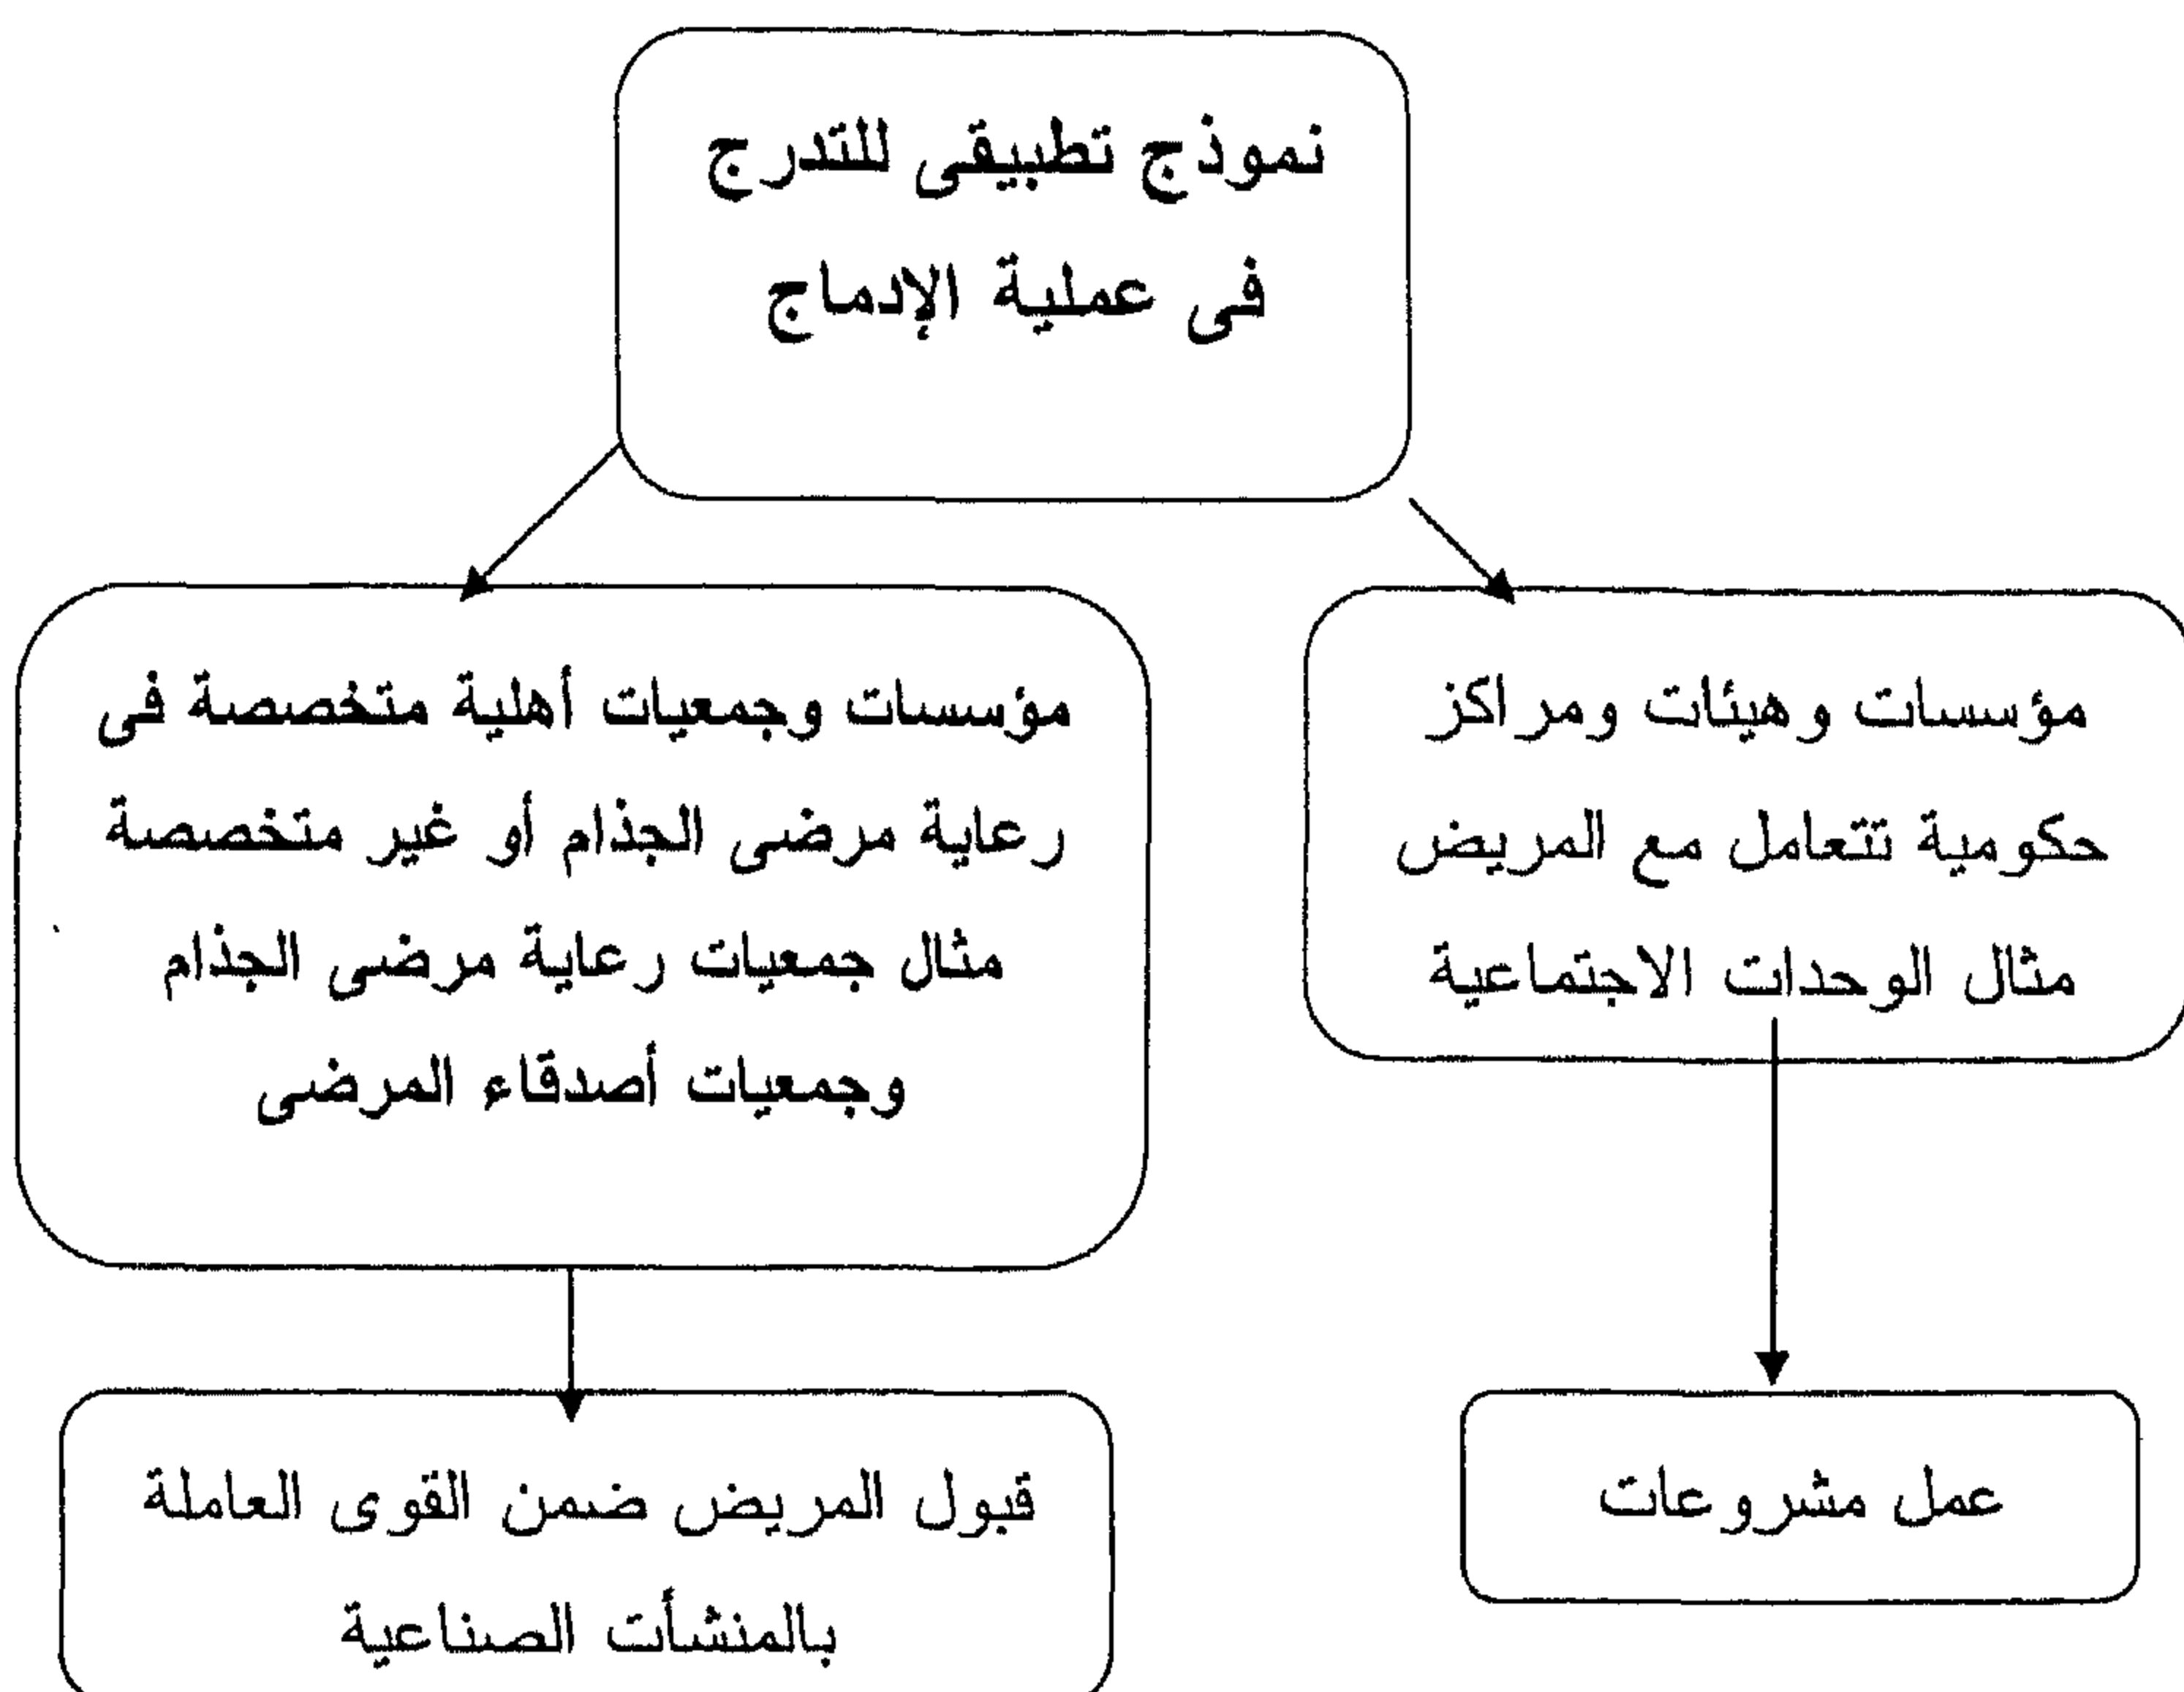 نموذج تطبيقى للتدرج
فى عملية الإدماج
مؤسسات وهيئات ومراكز
حكومية تتعامل مع المريض
مثال الوحدات الاجتماعية
مؤسسات وجمعيات أهلية متخصصة فى
رعاية مرضى الجذام أو غير متخصصة
مثال جمعيات رعاية مرضى الجذام
وجمعيات أصدقاء المرضى
عمل مشروعات
قبول المريض ضمن القوى العاملة
بالمنشأت الصناعية